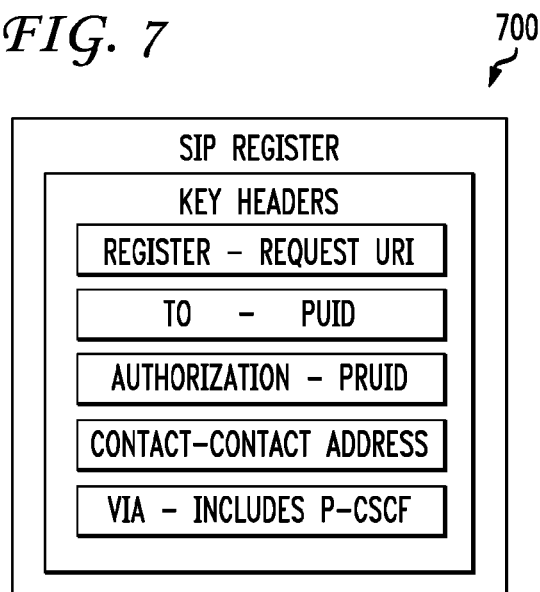 FIG. 7
700
SIP REGISTER
KEY HEADERS
REGISTER – REQUEST URI
TO – PUID
AUTHORIZATION – PRUID
CONTACT–CONTACT ADDRESS
VIA – INCLUDES P–CSCF